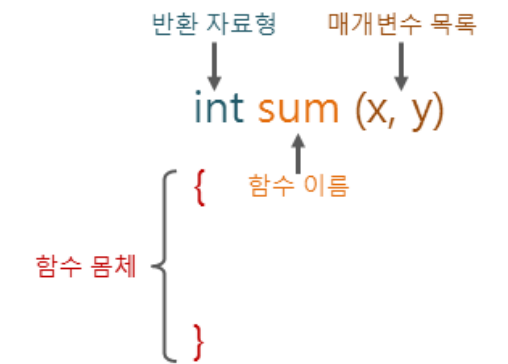 반환 자료형 매개변수 목록
int sum (x, y)
{ 함수 이름
함수 몸체
}